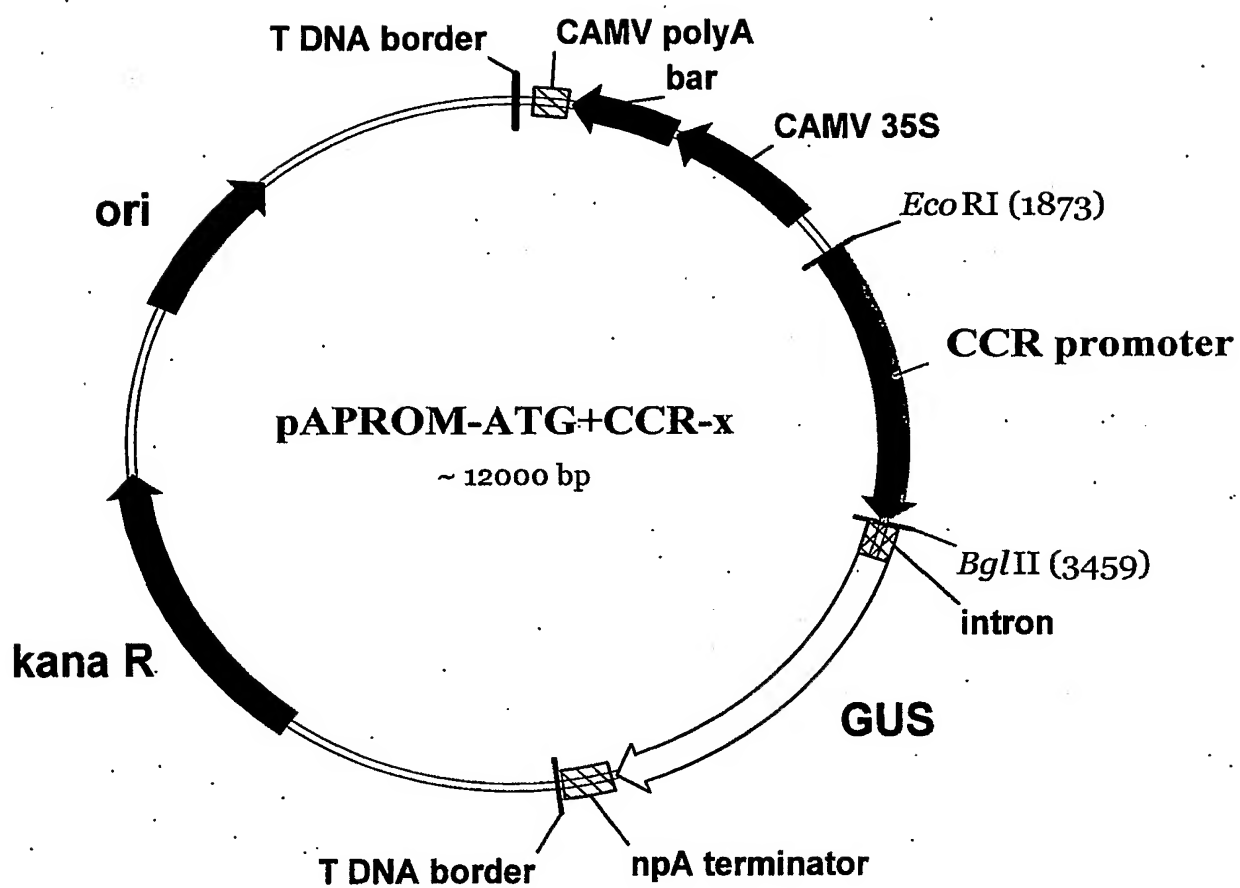 T DNA border
CAMV polyA
bar
CAMV 35S
EcoRI (1873)
ori
CCR promoter
pAPROM-ATG+CCR-x
~ 12000 bp
BglII (3459)
intron
kana R
GUS
T DNA border
npA terminator